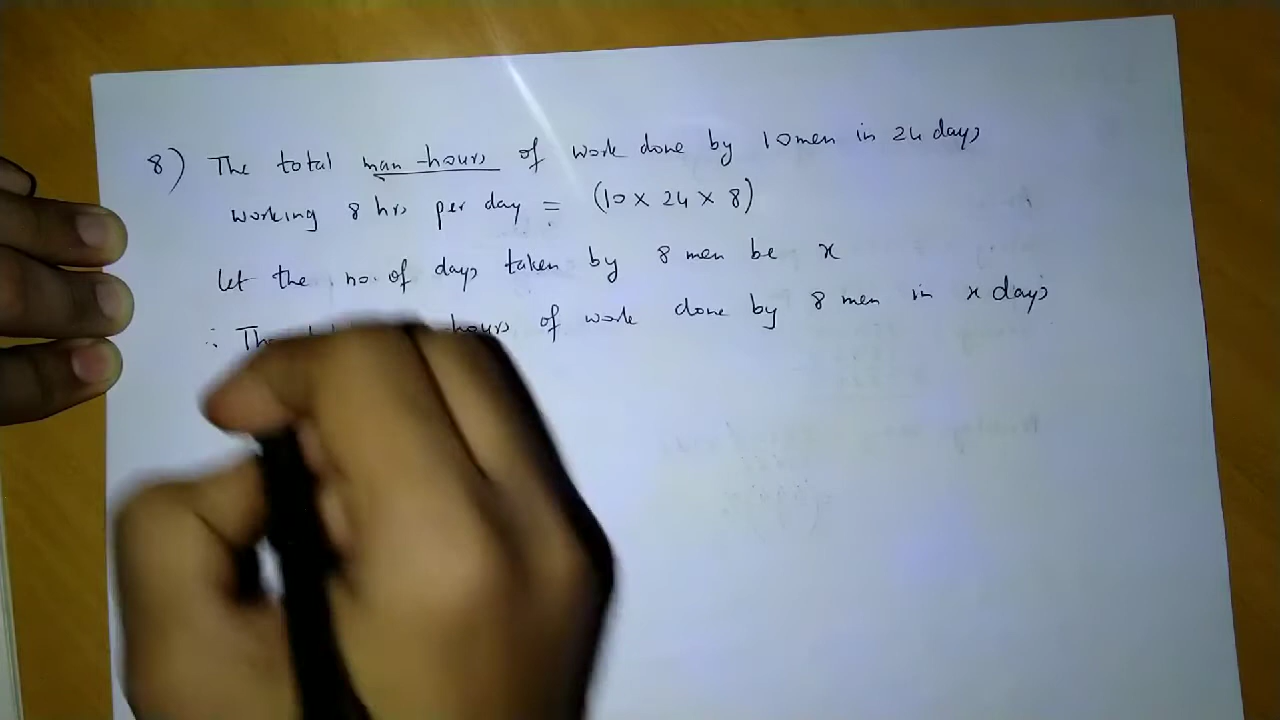 8) The total man-hours of work done by 10men in 24 days
working 8 hrs per day = (10 x 24 x 8)
let the no. of days taken by 8 men be x
∴ The hours of work done by 8 men in x days